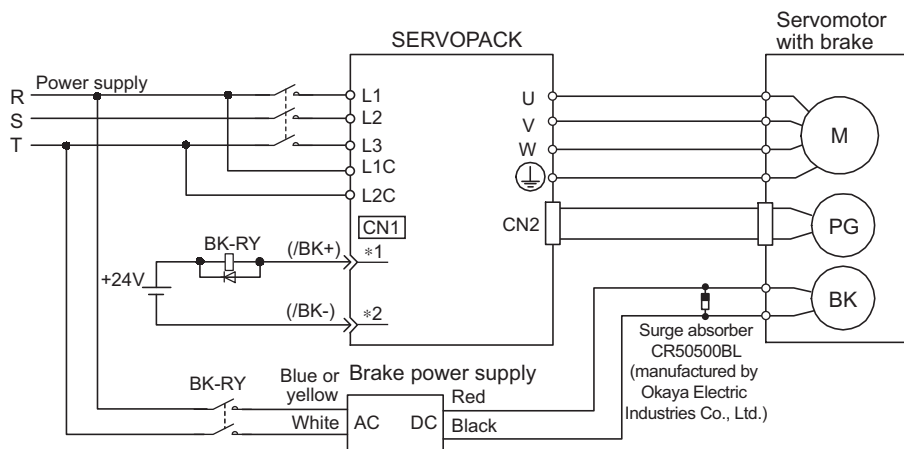 Servomotor
with brake
SERVOPACK
Power supply
R
S
T
L1
L2
L3
L1C
L2C
U
V
W
M
CN1
CN2
PG
BK-RY
(/BK+)
*1
+24V
(/BK-)
*2
BK
Surge absorber
CR50500BL
(manufactured by
Okaya Electric
Industries Co., Ltd.)
Brake power supply
BK-RY
Blue or
yellow
White
AC
DC
Red
Black